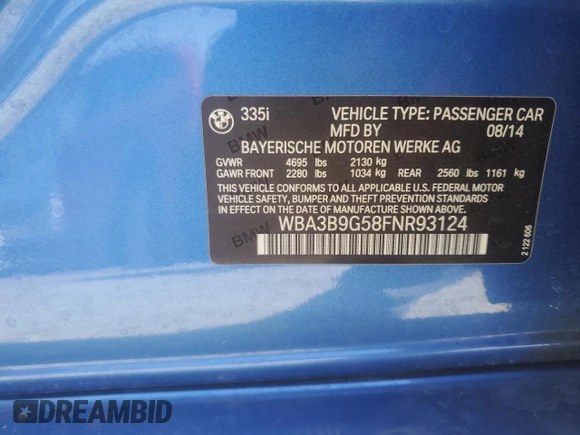 335i VEHICLE TYPE: PASSENGER CAR
MFD BY 08/14
BAYERISCHE MOTOREN WERKE AG
GVWR 4695 lbs 2130 kg
GAWR FRONT 2280 lbs 1034 kg REAR 2560 lbs 1161 kg
THIS VEHICLE CONFORMS TO ALL APPLICABLE U.S. FEDERAL MOTOR
VEHICLE SAFETY, BUMPER AND THEFT PREVENTION STANDARDS
IN EFFECT ON THE DATE OF MANUFACTURE SHOWN ABOVE.
WBA3B9G58FNR93124
2 122 606
BMW
BMW
BMW
DREAMBID